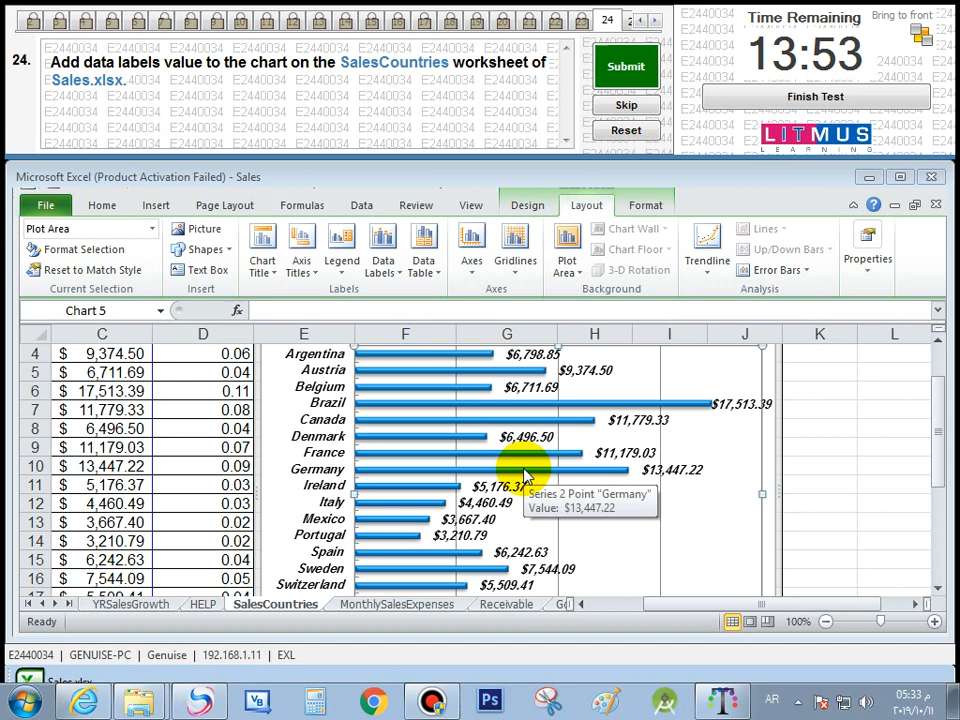 24
Time Remaining
Bring to front
13:53
Finish Test
LITMUS
LEARNING
24.
Add data labels value to the chart on the SalesCountries worksheet of
Sales.xlsx.
Submit
Skip
Reset
Microsoft Excel (Product Activation Failed) - Sales
File Home Insert Page Layout Formulas Data Review View Design Layout Format
Plot Area
Format Selection
Reset to Match Style
Current Selection
Picture
Shapes
Text Box
Insert
Chart Title
Axis Titles
Legend
Data Labels
Data Table
Labels
Axes
Gridlines
Axes
Plot Area
Chart Wall
Chart Floor
3-D Rotation
Background
Trendline
Lines
Up/Down Bars
Error Bars
Analysis
Properties
Chart 5
fx
C D E F G H I J K L
4 $ 9,374.50 0.06 Argentina $6,798.85
5 $ 6,711.69 0.04 Austria $9,374.50
6 $ 17,513.39 0.11 Belgium $6,711.69
Brazil $17,513.39
7 $ 11,779.33 0.08
8 $ 6,496.50 0.04 Canada $11,779.33
9 $ 11,179.03 0.07 Denmark $6,496.50
France $11,179.03
10 $ 13,447.22 0.09 Germany $13,447.22
11 $ 5,176.37 0.03 Ireland $5,176.37
12 $ 4,460.49 0.03 Italy $4,460.49
13 $ 3,667.40 0.02 Mexico $3,667.40
14 $ 3,210.79 0.02 Portugal $3,210.79
15 $ 6,242.63 0.04 Spain $6,242.63
16 $ 7,544.09 0.05 Sweden $7,544.09
Switzerland $5,509.41
Series 2 Point "Germany"
Value: $13,447.22
YRSalesGrowth HELP SalesCountries MonthlySalesExpenses Receivable
Ready
100%
E2440034 GENUISE-PC Genuise 192.168.1.11 EXL
Sales.xlsx
AR
05:33 م
٢٠١٩/١٠/١١